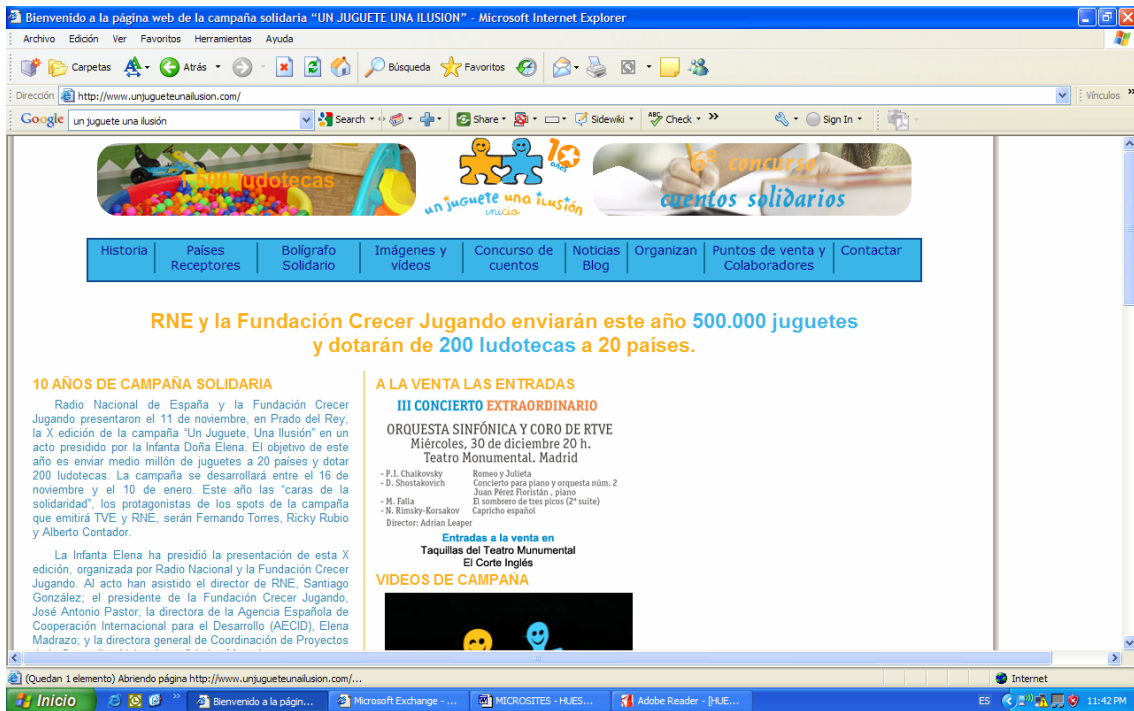 Bienvenido a la página web de la campaña solidaria “UN JUGUETE UNA ILUSION” - Microsoft Internet Explorer
Archivo Edición Ver Favoritos Herramientas Ayuda
Carpetas Atrás Búsqueda Favoritos
Dirección http://www.unjugueteunailusion.com/ Vínculos »
Google un juguete una ilusión Search Share Sidewiki ABC Check » Sign In
1.500 ludotecas
10 años
un juguete una ilusión
inicio
6º concurso
cuentos solidarios
Historia
Países Receptores
Bolígrafo Solidario
Imágenes y vídeos
Concurso de cuentos
Noticias Blog
Organizan
Puntos de venta y Colaboradores
Contactar
RNE y la Fundación Crecer Jugando enviarán este año 500.000 juguetes
y dotarán de 200 ludotecas a 20 países.
10 AÑOS DE CAMPAÑA SOLIDARIA
Radio Nacional de España y la Fundación Crecer
Jugando presentaron el 11 de noviembre, en Prado del Rey,
la X edición de la campaña “Un Juguete, Una Ilusión” en un
acto presidido por la Infanta Doña Elena. El objetivo de este
año es enviar medio millón de juguetes a 20 países y dotar
200 ludotecas. La campaña se desarrollará entre el 16 de
noviembre y el 10 de enero. Este año las “caras de la
solidaridad”, los protagonistas de los spots de la campaña
que emitirá TVE y RNE, serán Fernando Torres, Ricky Rubio
y Alberto Contador.
La Infanta Elena ha presidió la presentación de esta X
edición, organizada por Radio Nacional y la Fundación Crecer
Jugando. Al acto han asistido el director de RNE, Santiago
González; el presidente de la Fundación Crecer Jugando,
José Antonio Pastor; la directora de la Agencia Española de
Cooperación Internacional para el Desarrollo (AECID), Elena
Madrazo; y la directora general de Coordinación de Proyectos
A LA VENTA LAS ENTRADAS
III CONCIERTO EXTRAORDINARIO
ORQUESTA SINFÓNICA Y CORO DE RTVE
Miércoles, 30 de diciembre 20 h.
Teatro Monumental. Madrid
- P.I. Chaikovsky Romeo y Julieta
- D. Shostakovich Concierto para piano y orquesta núm. 2
Juan Pérez Floristán , piano
- M. Falla El sombrero de tres picos (2ª suite)
- N. Rimsky-Korsakov Capricho español
Director: Adrian Leaper
Entradas a la venta en
Taquillas del Teatro Munumental
El Corte Inglés
VIDEOS DE CAMPAÑA
(Quedan 1 elemento) Abriendo página http://www.unjugueteunailusion.com/... Internet
Inicio » Bienvenido a la págin... Microsoft Exchange - ... MICROSITES - HUES... Adobe Reader - [HUE... ES 11:42 PM